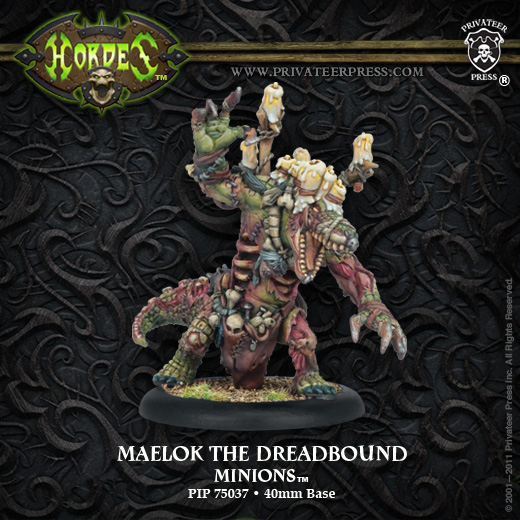 HORDES™
PRIVATEER
PRESS®
WWW.PRIVATEERPRESS.COM
MAELOK THE DREADBOUND
MINIONS™
PIP 75037 • 40mm Base
© 2001–2011 Privateer Press Inc. All Rights Reserved.